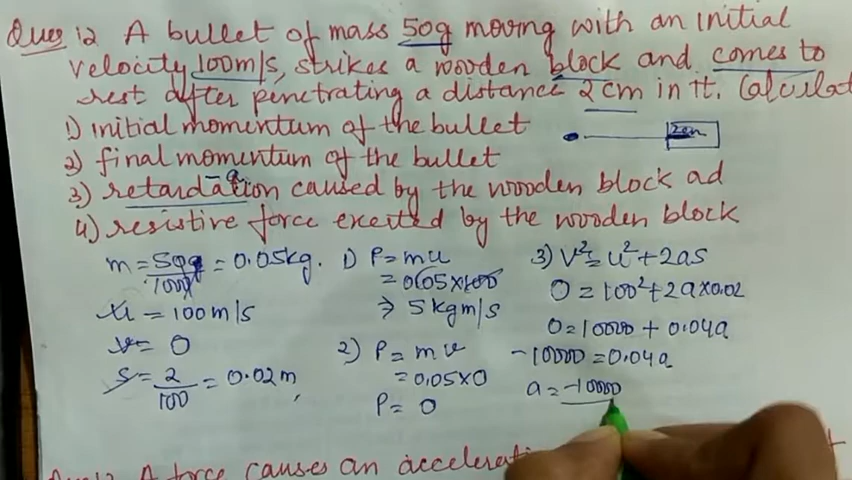 Ques 12 A bullet of mass 50g moving with an initial
velocity 100m/s, strikes a wooden block and comes to
rest after penetrating a distance 2cm in it. Calculat
1) initial momentum of the bullet
2cm
2) final momentum of the bullet
-a
3) retardation caused by the wooden block ad
4) resistive force exerted by the wooden block
m = 50g/1000 = 0.05kg.
u = 100m/s
v = 0
s = 2/100 = 0.02m,
1) P = mu
= 0.05×100
⇒ 5kgm/s
2) P = mv
= 0.05×0
P = 0
3) V² = u² + 2as
0 = 100² + 2a×0.02
0 = 10000 + 0.04a
-10000 = 0.04a
a = -10000
A force causes an accelerati